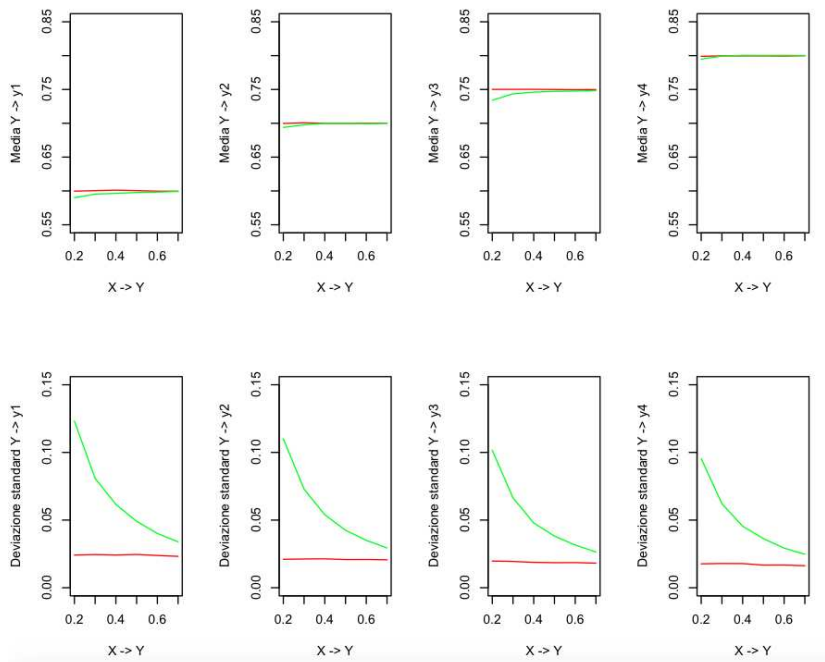 Media Y -> y1
0.55 0.65 0.75 0.85
0.2 0.4 0.6
X -> Y
Media Y -> y2
0.55 0.65 0.75 0.85
0.2 0.4 0.6
X -> Y
Media Y -> y3
0.55 0.65 0.75 0.85
0.2 0.4 0.6
X -> Y
Media Y -> y4
0.55 0.65 0.75 0.85
0.2 0.4 0.6
X -> Y
Deviazione standard Y -> y1
0.00 0.05 0.10 0.15
0.2 0.4 0.6
X -> Y
Deviazione standard Y -> y2
0.00 0.05 0.10 0.15
0.2 0.4 0.6
X -> Y
Deviazione standard Y -> y3
0.00 0.05 0.10 0.15
0.2 0.4 0.6
X -> Y
Deviazione standard Y -> y4
0.00 0.05 0.10 0.15
0.2 0.4 0.6
X -> Y